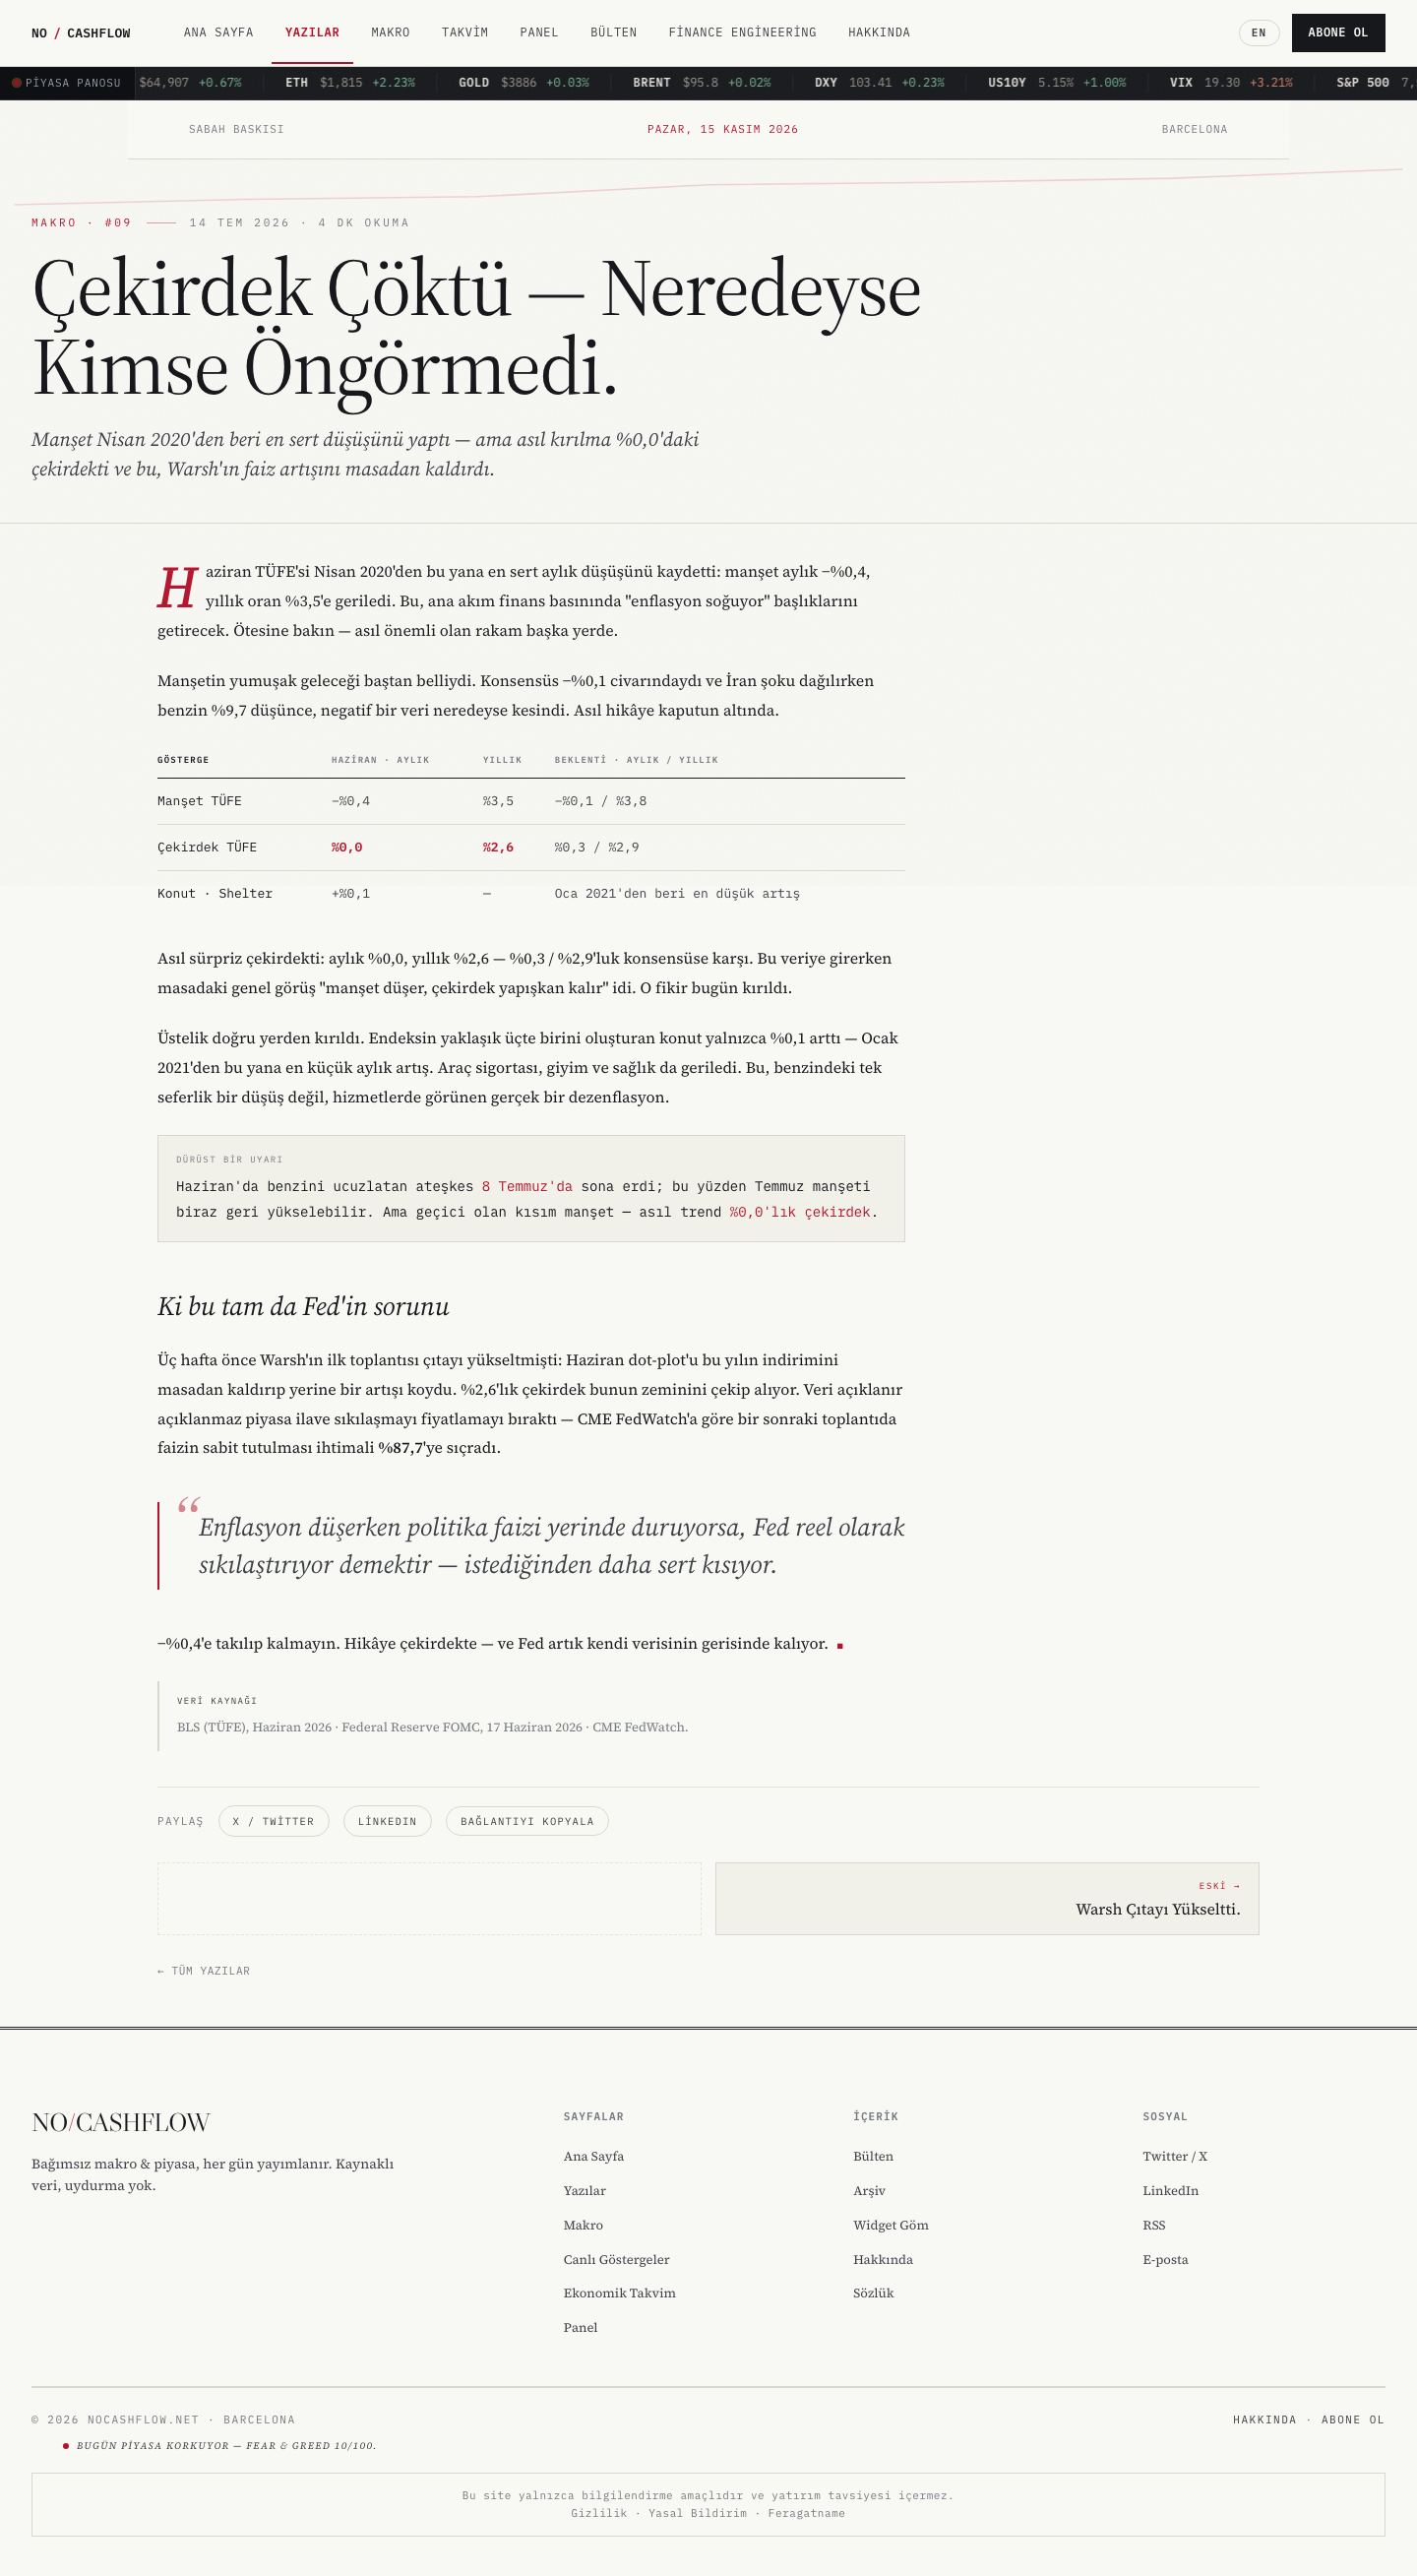 NO / CASHFLOW
ANA SAYFA
YAZILAR
MAKRO
TAKVİM
PANEL
BÜLTEN
FİNANCE ENGİNEERİNG
HAKKINDA
EN
ABONE OL
PİYASA PANOSU
$64,907 +0.67%
ETH $1,815 +2.23%
GOLD $3886 +0.03%
BRENT $95.8 +0.02%
DXY 103.41 +0.23%
US10Y 5.15% +1.00%
VIX 19.30 +3.21%
S&P 500 7,
SABAH BASKISI
PAZAR, 15 KASIM 2026
BARCELONA
MAKRO · #09 — 14 TEM 2026 · 4 DK OKUMA
Çekirdek Çöktü — Neredeyse
Kimse Öngörmedi.
Manşet Nisan 2020'den beri en sert düşüşünü yaptı — ama asıl kırılma %0,0'daki
çekirdekti ve bu, Warsh'ın faiz artışını masadan kaldırdı.
Haziran TÜFE'si Nisan 2020'den bu yana en sert aylık düşüşünü kaydetti: manşet aylık −%0,4,
yıllık oran %3,5'e geriledi. Bu, ana akım finans basınında "enflasyon soğuyor" başlıklarını
getirecek. Ötesine bakın — asıl önemli olan rakam başka yerde.
Manşetin yumuşak geleceği baştan belliydi. Konsensüs −%0,1 civarındaydı ve İran şoku dağılırken
benzin %9,7 düşünce, negatif bir veri neredeyse kesindi. Asıl hikâye kaputun altında.
GÖSTERGE HAZİRAN · AYLIK YILLIK BEKLENTİ · AYLIK / YILLIK
Manşet TÜFE −%0,4 %3,5 −%0,1 / %3,8
Çekirdek TÜFE %0,0 %2,6 %0,3 / %2,9
Konut · Shelter +%0,1 — Oca 2021'den beri en düşük artış
Asıl sürpriz çekirdekti: aylık %0,0, yıllık %2,6 — %0,3 / %2,9'luk konsensüse karşı. Bu veriye girerken
masadaki genel görüş "manşet düşer, çekirdek yapışkan kalır" idi. O fikir bugün kırıldı.
Üstelik doğru yerden kırıldı. Endeksin yaklaşık üçte birini oluşturan konut yalnızca %0,1 arttı — Ocak
2021'den bu yana en küçük aylık artış. Araç sigortası, giyim ve sağlık da geriledi. Bu, benzindeki tek
seferlik bir düşüş değil, hizmetlerde görünen gerçek bir dezenflasyon.
DÜRÜST BİR UYARI
Haziran'da benzini ucuzlatan ateşkes 8 Temmuz'da sona erdi; bu yüzden Temmuz manşeti
biraz geri yükselebilir. Ama geçici olan kısım manşet — asıl trend %0,0'lık çekirdek.
Ki bu tam da Fed'in sorunu
Üç hafta önce Warsh'ın ilk toplantısı çıtayı yükseltmişti: Haziran dot-plot'u bu yılın indirimini
masadan kaldırıp yerine bir artışı koydu. %2,6'lık çekirdek bunun zeminini çekip alıyor. Veri açıklanır
açıklanmaz piyasa ilave sıkılaşmayı fiyatlamayı bıraktı — CME FedWatch'a göre bir sonraki toplantıda
faizin sabit tutulması ihtimali %87,7'ye sıçradı.
“
Enflasyon düşerken politika faizi yerinde duruyorsa, Fed reel olarak
sıkılaştırıyor demektir — istediğinden daha sert kısıyor.
−%0,4'e takılıp kalmayın. Hikâye çekirdekte — ve Fed artık kendi verisinin gerisinde kalıyor.
VERİ KAYNAĞI
BLS (TÜFE), Haziran 2026 · Federal Reserve FOMC, 17 Haziran 2026 · CME FedWatch.
PAYLAŞ
X / TWİTTER
LİNKEDIN
BAĞLANTIYI KOPYALA
ESKİ →
Warsh Çıtayı Yükseltti.
← TÜM YAZILAR
NO/CASHFLOW
Bağımsız makro & piyasa, her gün yayımlanır. Kaynaklı
veri, uydurma yok.
SAYFALAR
Ana Sayfa
Yazılar
Makro
Canlı Göstergeler
Ekonomik Takvim
Panel
İÇERİK
Bülten
Arşiv
Widget Göm
Hakkında
Sözlük
SOSYAL
Twitter / X
LinkedIn
RSS
E-posta
© 2026 NOCASHFLOW.NET · BARCELONA
HAKKINDA · ABONE OL
BUGÜN PİYASA KORKUYOR — FEAR & GREED 10/100.
Bu site yalnızca bilgilendirme amaçlıdır ve yatırım tavsiyesi içermez.
Gizlilik · Yasal Bildirim · Feragatname